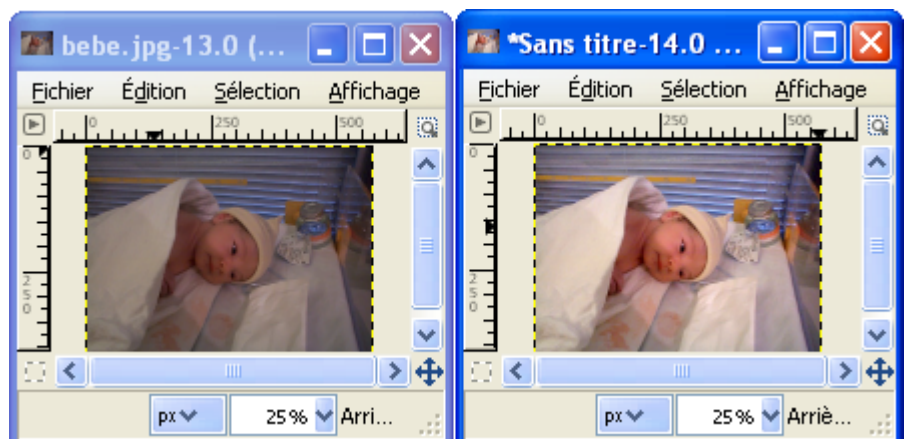 bebe.jpg-13.0 (...
Fichier Édition Sélection Affichage
0 250 500
0
250
px 25 % Arri...
*Sans titre-14.0 ...
Fichier Édition Sélection Affichage
0 250 500
0
250
px 25 % Arriè...